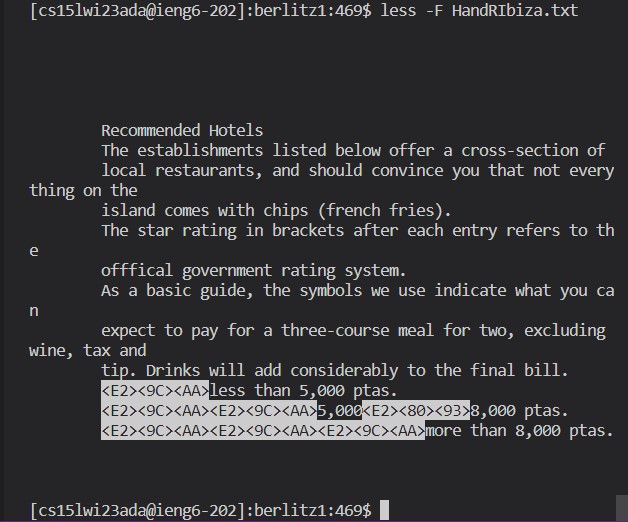 [cs15lwi23ada@ieng6-202]:berlitz1:469$ less -F HandRIbiza.txt
Recommended Hotels
The establishments listed below offer a cross-section of
local restaurants, and should convince you that not every
thing on the
island comes with chips (french fries).
The star rating in brackets after each entry refers to th
e
offfical government rating system.
As a basic guide, the symbols we use indicate what you ca
n
expect to pay for a three-course meal for two, excluding
wine, tax and
tip. Drinks will add considerably to the final bill.
<E2><9C><AA>less than 5,000 ptas.
<E2><9C><AA><E2><9C><AA>5,000<E2><80><93>8,000 ptas.
<E2><9C><AA><E2><9C><AA><E2><9C><AA>more than 8,000 ptas.
[cs15lwi23ada@ieng6-202]:berlitz1:469$